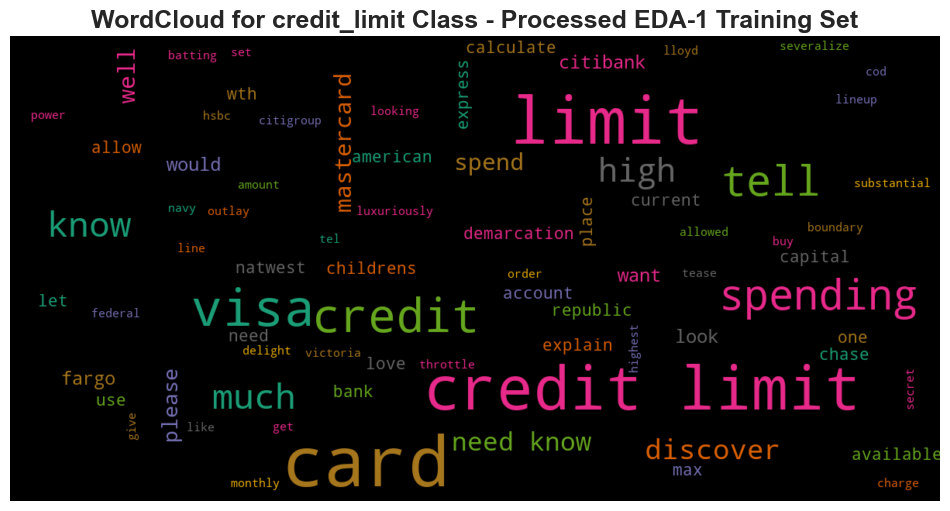 WordCloud for credit_limit Class - Processed EDA-1 Training Set
batting
set
calculate
lloyd
severalize
well
citibank
cod
express
wth
mastercard
limit
lineup
power
hsbc
citigroup
looking
allow
would
american
spend
high
tell
amount
substantial
current
navy
outlay
luxuriously
place
know
demarcation
allowed
boundary
line
tel
buy
natwest
childrens
want
order
tease
capital
let
account
visa
credit
republic
spending
federal
need
look
one
delight
victoria
explain
highest
chase
love
throttle
fargo
use
please
much
bank
credit limit
secret
give
like
get
need know
card
discover
max
available
monthly
charge